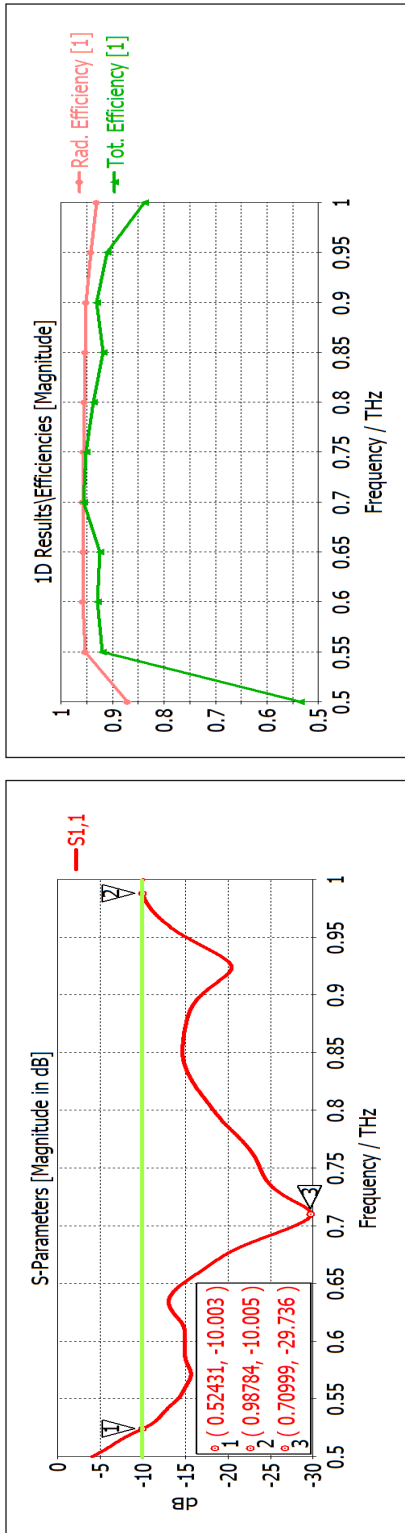 S-Parameters [Magnitude in dB]
S1,1
0
-5
-10
-15
-20
-25
-30
dB
1
2
3
1 ( 0.52431, -10.003 )
2 ( 0.98784, -10.005 )
3 ( 0.70999, -29.736 )
0.5 0.55 0.6 0.65 0.7 0.75 0.8 0.85 0.9 0.95 1
Frequency / THz
1D Results\Efficiencies [Magnitude]
Rad. Efficiency [1]
Tot. Efficiency [1]
1
0.9
0.8
0.7
0.6
0.5
0.5 0.55 0.6 0.65 0.7 0.75 0.8 0.85 0.9 0.95 1
Frequency / THz